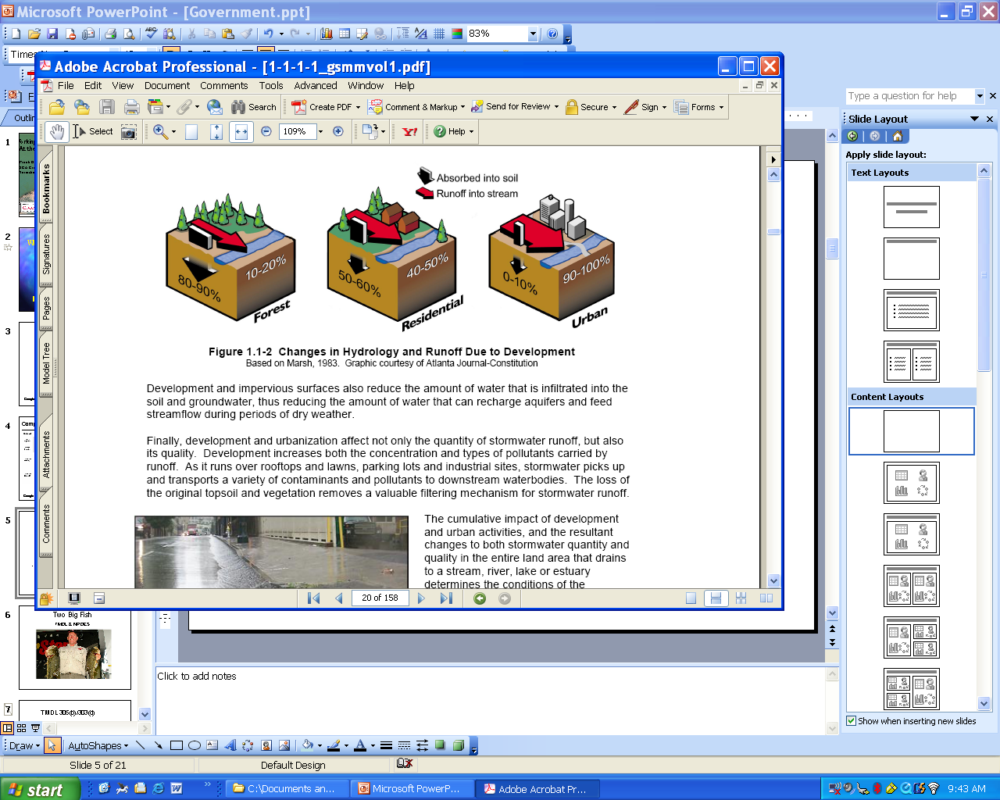 Microsoft PowerPoint - [Government.ppt]
83%
Adobe Acrobat Professional - [1-1-1-1_gsmmvol1.pdf]
File Edit View Document Comments Tools Advanced Window Help
Search Create PDF Comment & Markup Send for Review Secure Sign Forms
Select 109% Y! Help
Type a question for help
Slide Layout
Apply slide layout:
Text Layouts
Content Layouts
Show when inserting new slides
Bookmarks
Signatures
Pages
Model Tree
Attachments
Comments
Absorbed into soil
Runoff into stream
80-90%
10-20%
Forest
50-60%
40-50%
Residential
0-10%
90-100%
Urban
Figure 1.1-2 Changes in Hydrology and Runoff Due to Development
Based on Marsh, 1983. Graphic courtesy of Atlanta Journal-Constitution
Development and impervious surfaces also reduce the amount of water that is infiltrated into the
soil and groundwater, thus reducing the amount of water that can recharge aquifers and feed
streamflow during periods of dry weather.
Finally, development and urbanization affect not only the quantity of stormwater runoff, but also
its quality. Development increases both the concentration and types of pollutants carried by
runoff. As it runs over rooftops and lawns, parking lots and industrial sites, stormwater picks up
and transports a variety of contaminants and pollutants to downstream waterbodies. The loss of
the original topsoil and vegetation removes a valuable filtering mechanism for stormwater runoff.
The cumulative impact of development
and urban activities, and the resultant
changes to both stormwater quantity and
quality in the entire land area that drains
to a stream, river, lake or estuary
determines the conditions of the
20 of 158
1
2
3
4
5
6
Two Big Fish
TMDL & NPDES
7
TMDL 305(b)/303(d)
Click to add notes
Draw AutoShapes
Slide 5 of 21 Default Design
start C:\Documents an... Microsoft PowerP... Adobe Acrobat Pr... 9:43 AM